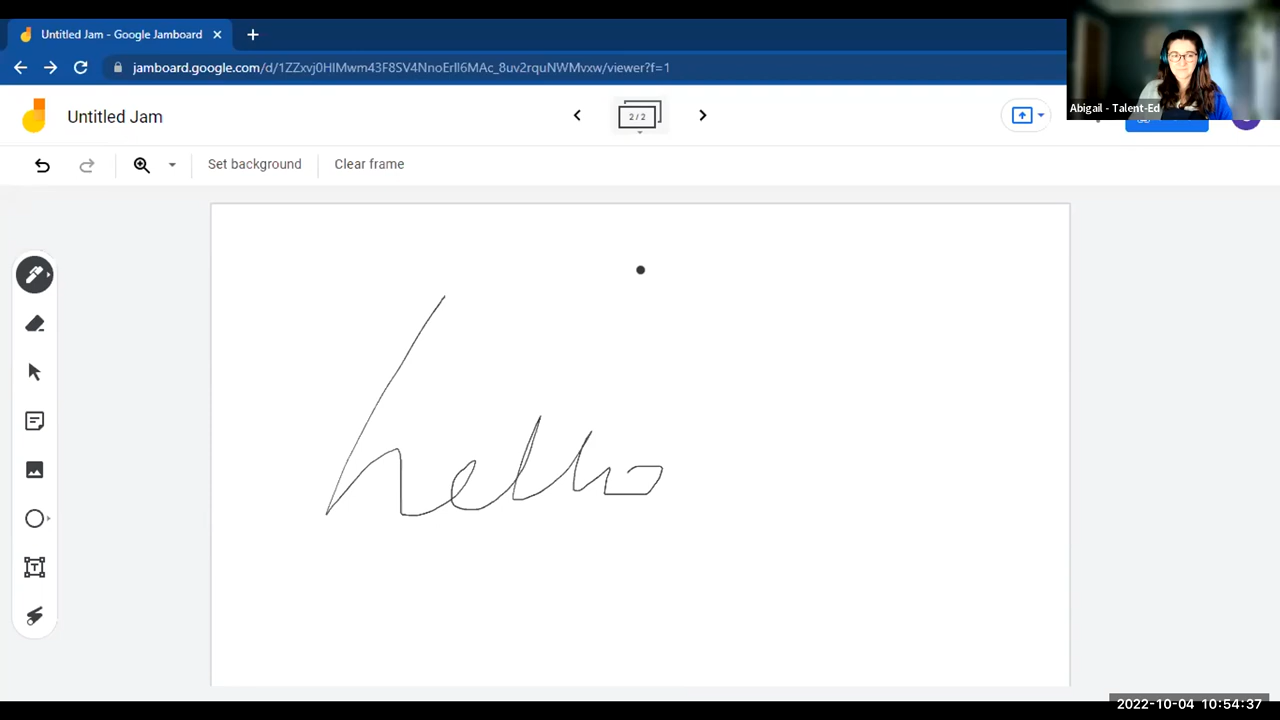 Untitled Jam - Google Jamboard
jamboard.google.com/d/1ZZxvj0HIMwm43F8SV4NnoErIl6MAc_8uv2rquNWMvxw/viewer?f=1
Abigail - Talent-Ed
Untitled Jam
2 / 2
Set background
Clear frame
hello
2022-10-04 10:54:37